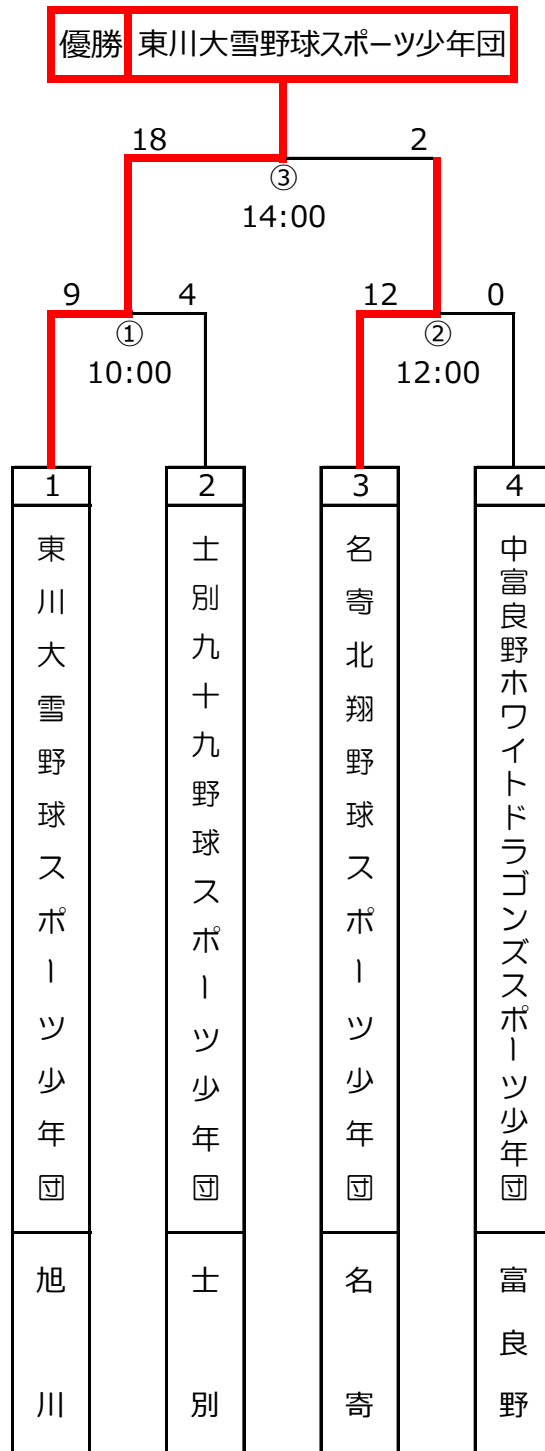 優勝 東川大雪野球スポーツ少年団
18 2
③
14:00
9 4 12 0
① ②
10:00 12:00
1 2 3 4
東川大雪野球スポーツ少年団
士別九十九野球スポーツ少年団
名寄北翔野球スポーツ少年団
中富良野ホワイトドラゴンズスポーツ少年団
旭川
士別
名寄
富良野